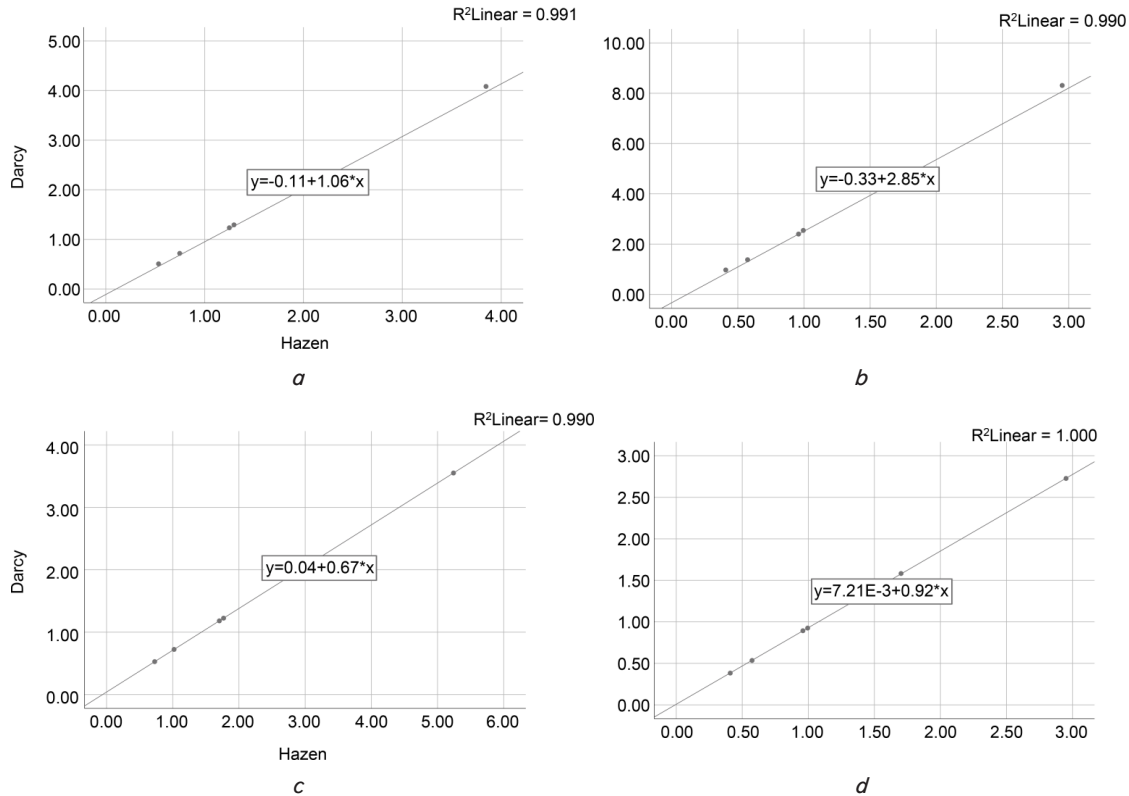 R²Linear = 0.991
5.00
4.00
3.00
2.00
1.00
0.00
Darcy
y=-0.11+1.06*x
0.00 1.00 2.00 3.00 4.00
Hazen
a
R²Linear = 0.990
10.00
8.00
6.00
4.00
2.00
0.00
y=-0.33+2.85*x
0.00 0.50 1.00 1.50 2.00 2.50 3.00
b
R²Linear= 0.990
4.00
3.00
2.00
1.00
0.00
Darcy
y=0.04+0.67*x
0.00 1.00 2.00 3.00 4.00 5.00 6.00
Hazen
c
R²Linear = 1.000
3.00
2.50
2.00
1.50
1.00
0.50
0.00
y=7.21E-3+0.92*x
0.00 0.50 1.00 1.50 2.00 2.50 3.00
d